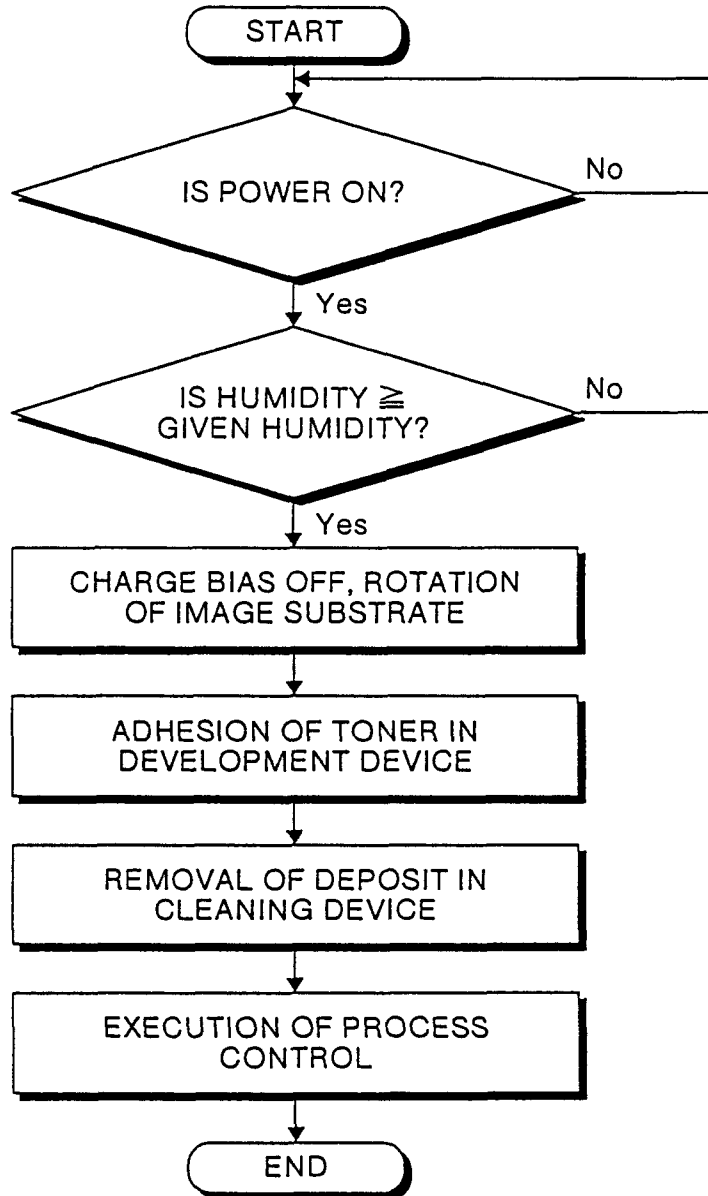 START
IS POWER ON?
No
Yes
IS HUMIDITY ≧
GIVEN HUMIDITY?
No
Yes
CHARGE BIAS OFF, ROTATION
OF IMAGE SUBSTRATE
ADHESION OF TONER IN
DEVELOPMENT DEVICE
REMOVAL OF DEPOSIT IN
CLEANING DEVICE
EXECUTION OF PROCESS
CONTROL
END